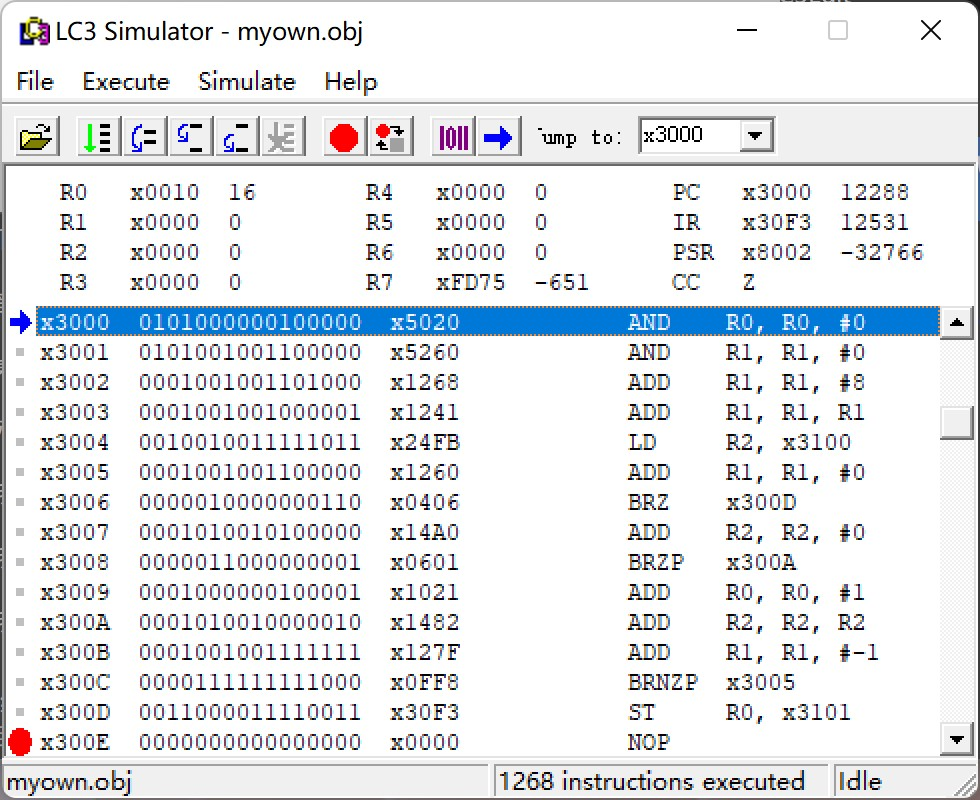 LC3 Simulator - myown.obj
File Execute Simulate Help
Jump to: x3000
R0 x0010 16 R4 x0000 0 PC x3000 12288
R1 x0000 0 R5 x0000 0 IR x30F3 12531
R2 x0000 0 R6 x0000 0 PSR x8002 -32766
R3 x0000 0 R7 xFD75 -651 CC Z
x3000 0101000000100000 x5020 AND R0, R0, #0
x3001 0101001001100000 x5260 AND R1, R1, #0
x3002 0001001001101000 x1268 ADD R1, R1, #8
x3003 0001001001000001 x1241 ADD R1, R1, R1
x3004 0010010011111011 x24FB LD R2, x3100
x3005 0001001001100000 x1260 ADD R1, R1, #0
x3006 0000010000000110 x0406 BRZ x300D
x3007 0001010010100000 x14A0 ADD R2, R2, #0
x3008 0000011000000001 x0601 BRZP x300A
x3009 0001000000100001 x1021 ADD R0, R0, #1
x300A 0001010010000010 x1482 ADD R2, R2, R2
x300B 0001001001111111 x127F ADD R1, R1, #-1
x300C 0000111111111000 x0FF8 BRNZP x3005
x300D 0011000011110011 x30F3 ST R0, x3101
x300E 0000000000000000 x0000 NOP
myown.obj 1268 instructions executed Idle